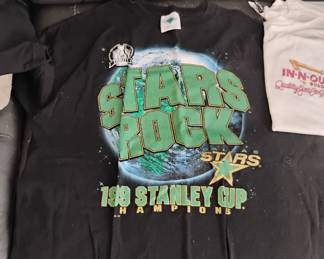 STARS
ROCK
STARS
199 STANLEY CUP
CHAMPIONS
IN-N-OUT